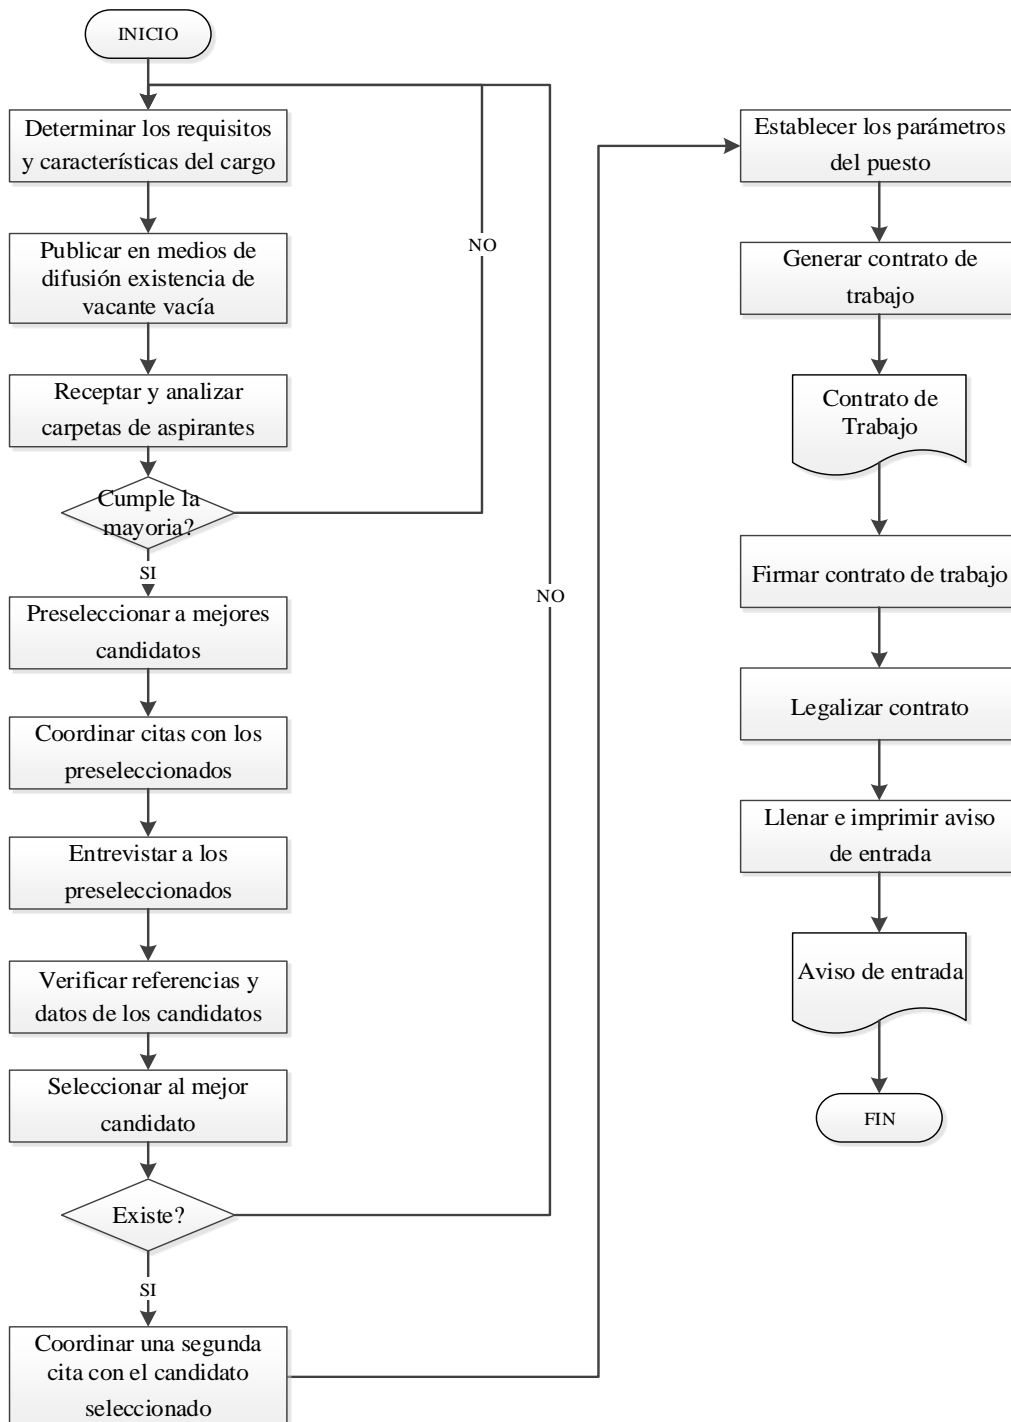 INICIO
Determinar los requisitos
y características del cargo
Publicar en medios de
difusión existencia de
vacante vacía
Receptar y analizar
carpetas de aspirantes
Cumple la
mayoria?
NO
SI
Preseleccionar a mejores
candidatos
Coordinar citas con los
preseleccionados
Entrevistar a los
preseleccionados
Verificar referencias y
datos de los candidatos
Seleccionar al mejor
candidato
Existe?
NO
SI
Coordinar una segunda
cita con el candidato
seleccionado
Establecer los parámetros
del puesto
Generar contrato de
trabajo
Contrato de
Trabajo
Firmar contrato de trabajo
Legalizar contrato
Llenar e imprimir aviso
de entrada
Aviso de entrada
FIN